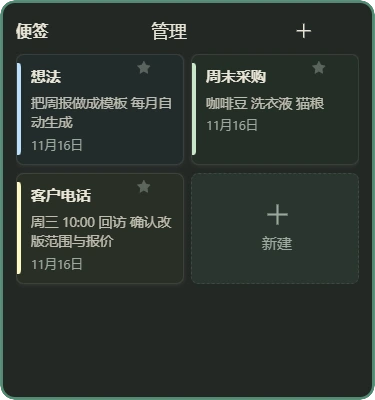 便签
管理
想法
把周报做成模板 每月自
动生成
11月16日
周末采购
咖啡豆 洗衣液 猫粮
11月16日
客户电话
周三 10:00 回访 确认改
版范围与报价
11月16日
新建